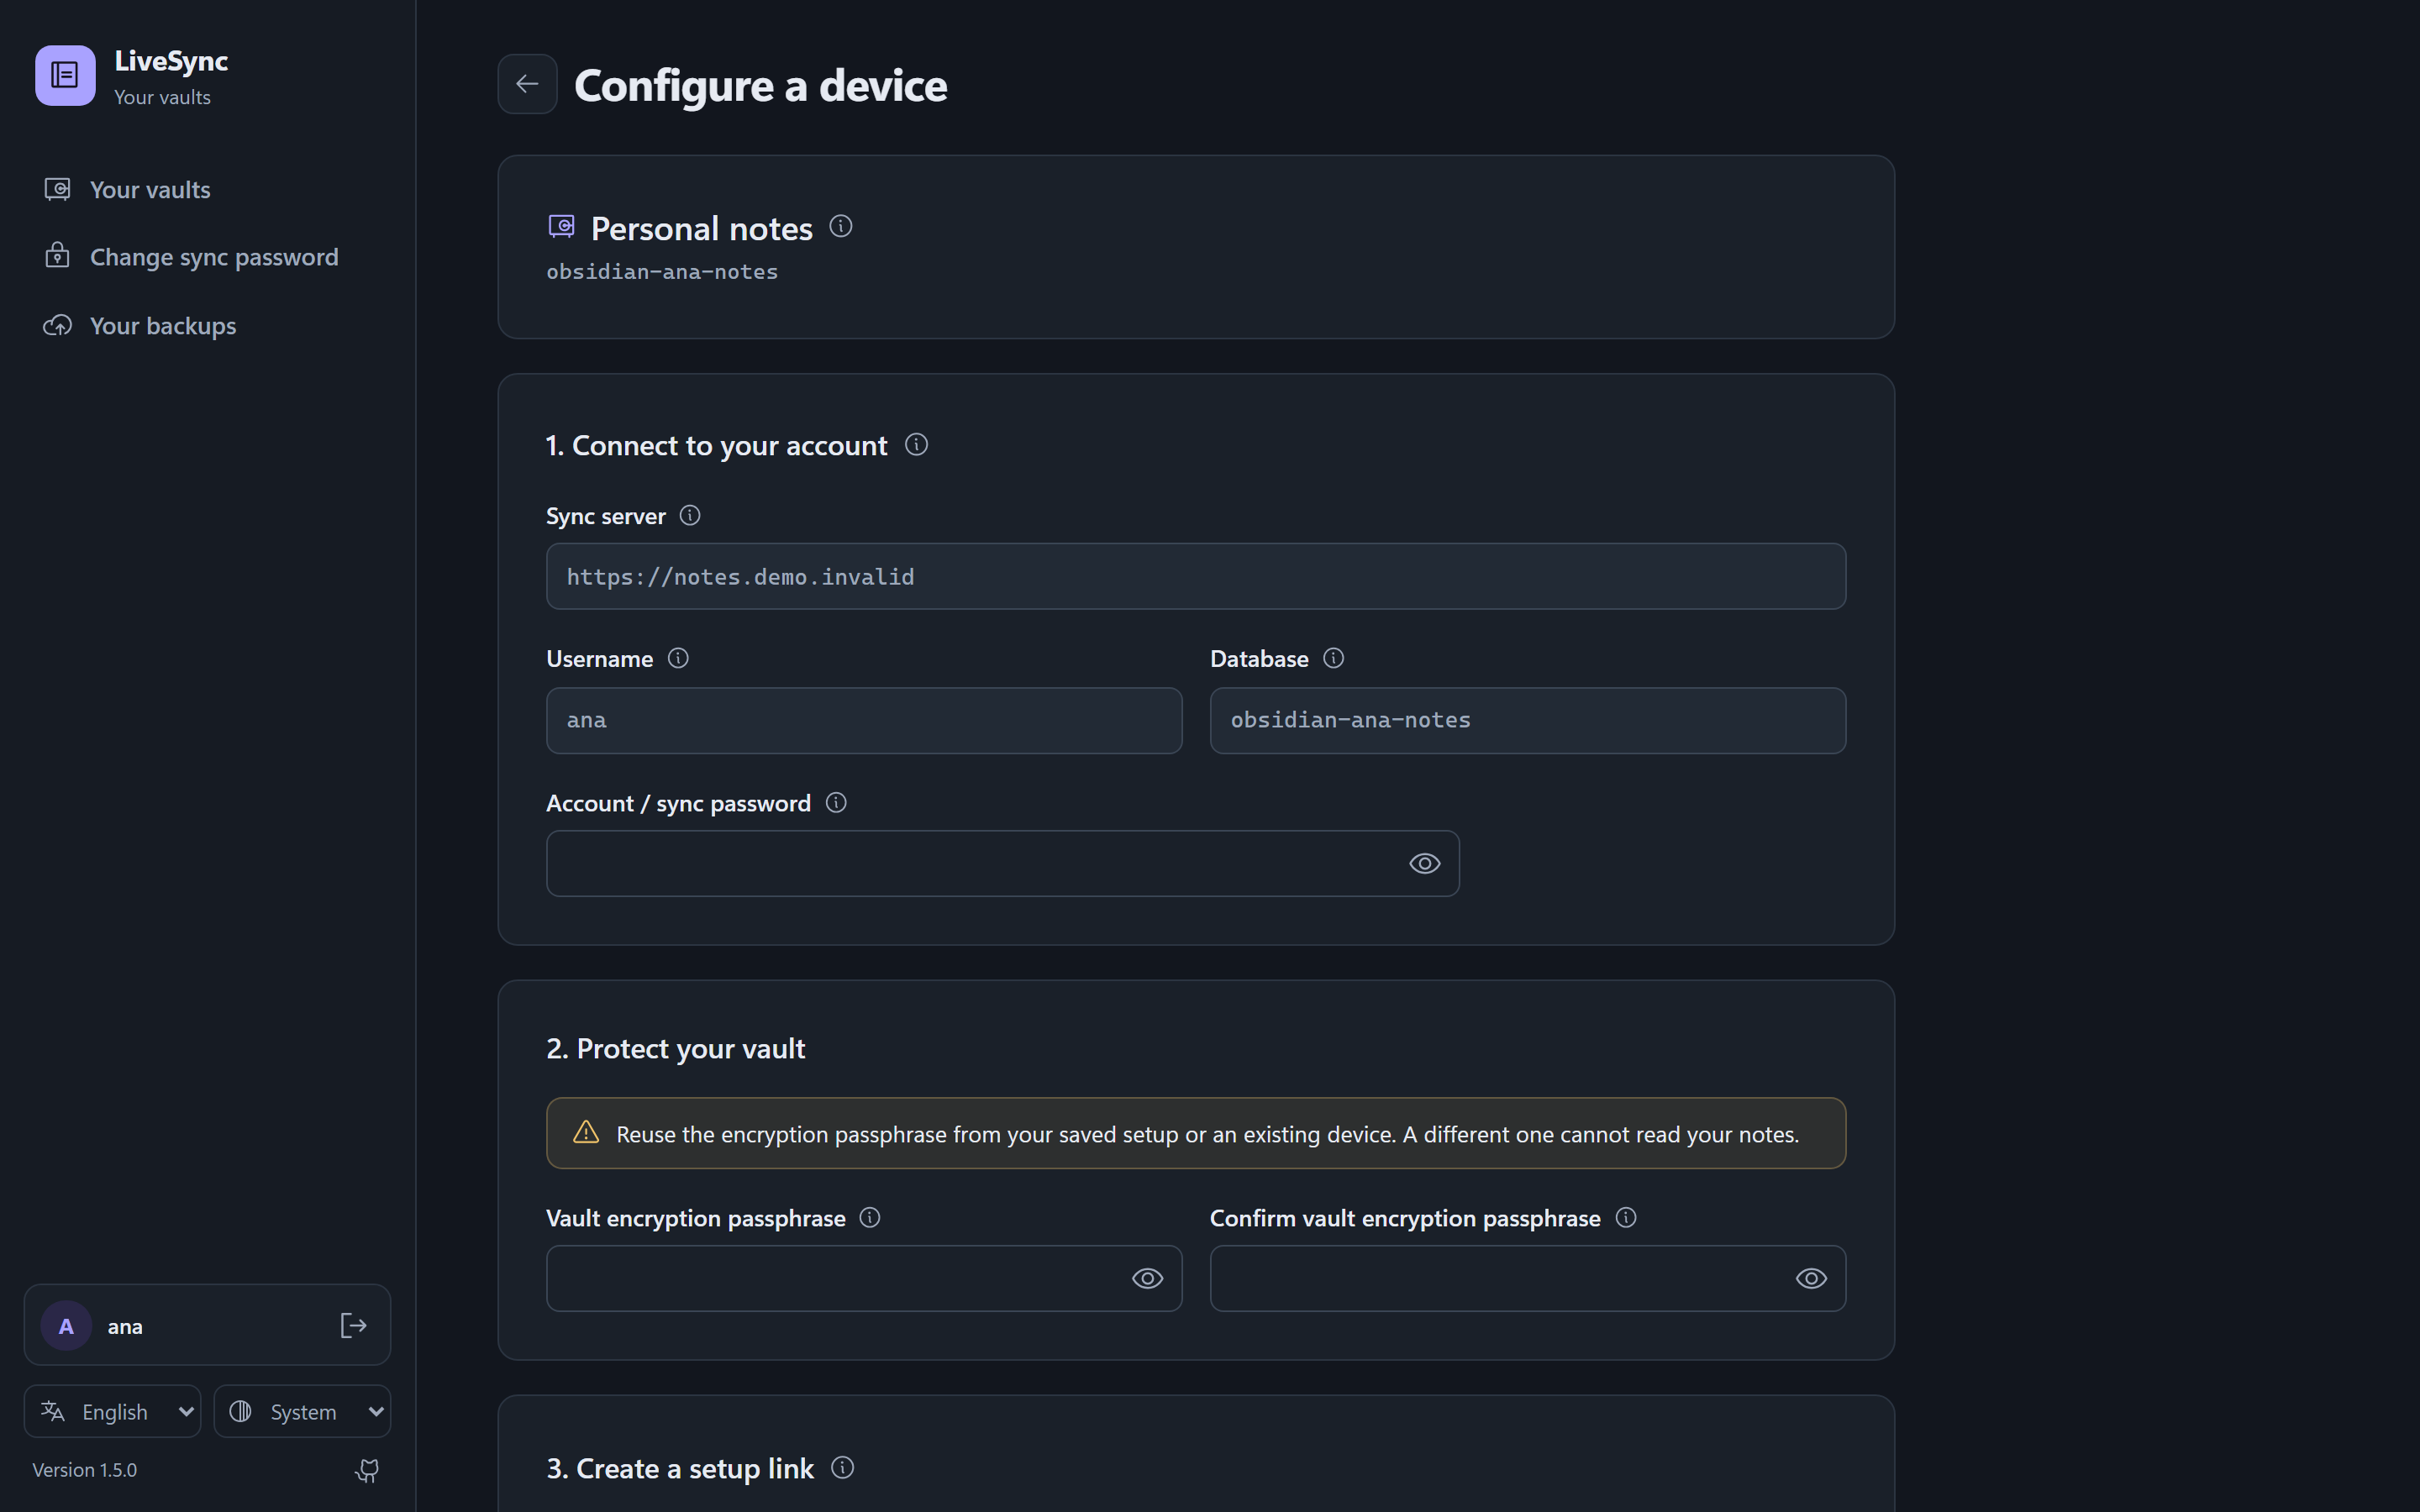 LiveSync
Your vaults
Your vaults
Change sync password
Your backups
Configure a device
Personal notes
obsidian-ana-notes
1. Connect to your account
Sync server
https://notes.demo.invalid
Username
Database
ana
obsidian-ana-notes
Account / sync password
2. Protect your vault
Reuse the encryption passphrase from your saved setup or an existing device. A different one cannot read your notes.
Vault encryption passphrase
Confirm vault encryption passphrase
3. Create a setup link
A
ana
English
System
Version 1.5.0